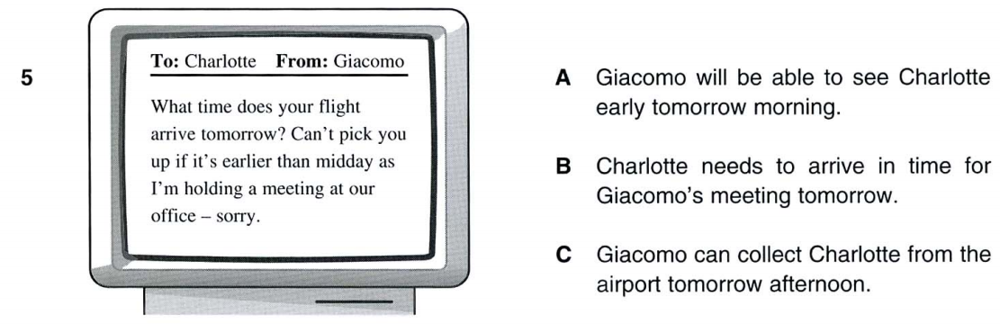 5
To: Charlotte From: Giacomo
What time does your flight
arrive tomorrow? Can't pick you
up if it's earlier than midday as
I'm holding a meeting at our
office – sorry.
A Giacomo will be able to see Charlotte
early tomorrow morning.
B Charlotte needs to arrive in time for
Giacomo's meeting tomorrow.
C Giacomo can collect Charlotte from the
airport tomorrow afternoon.